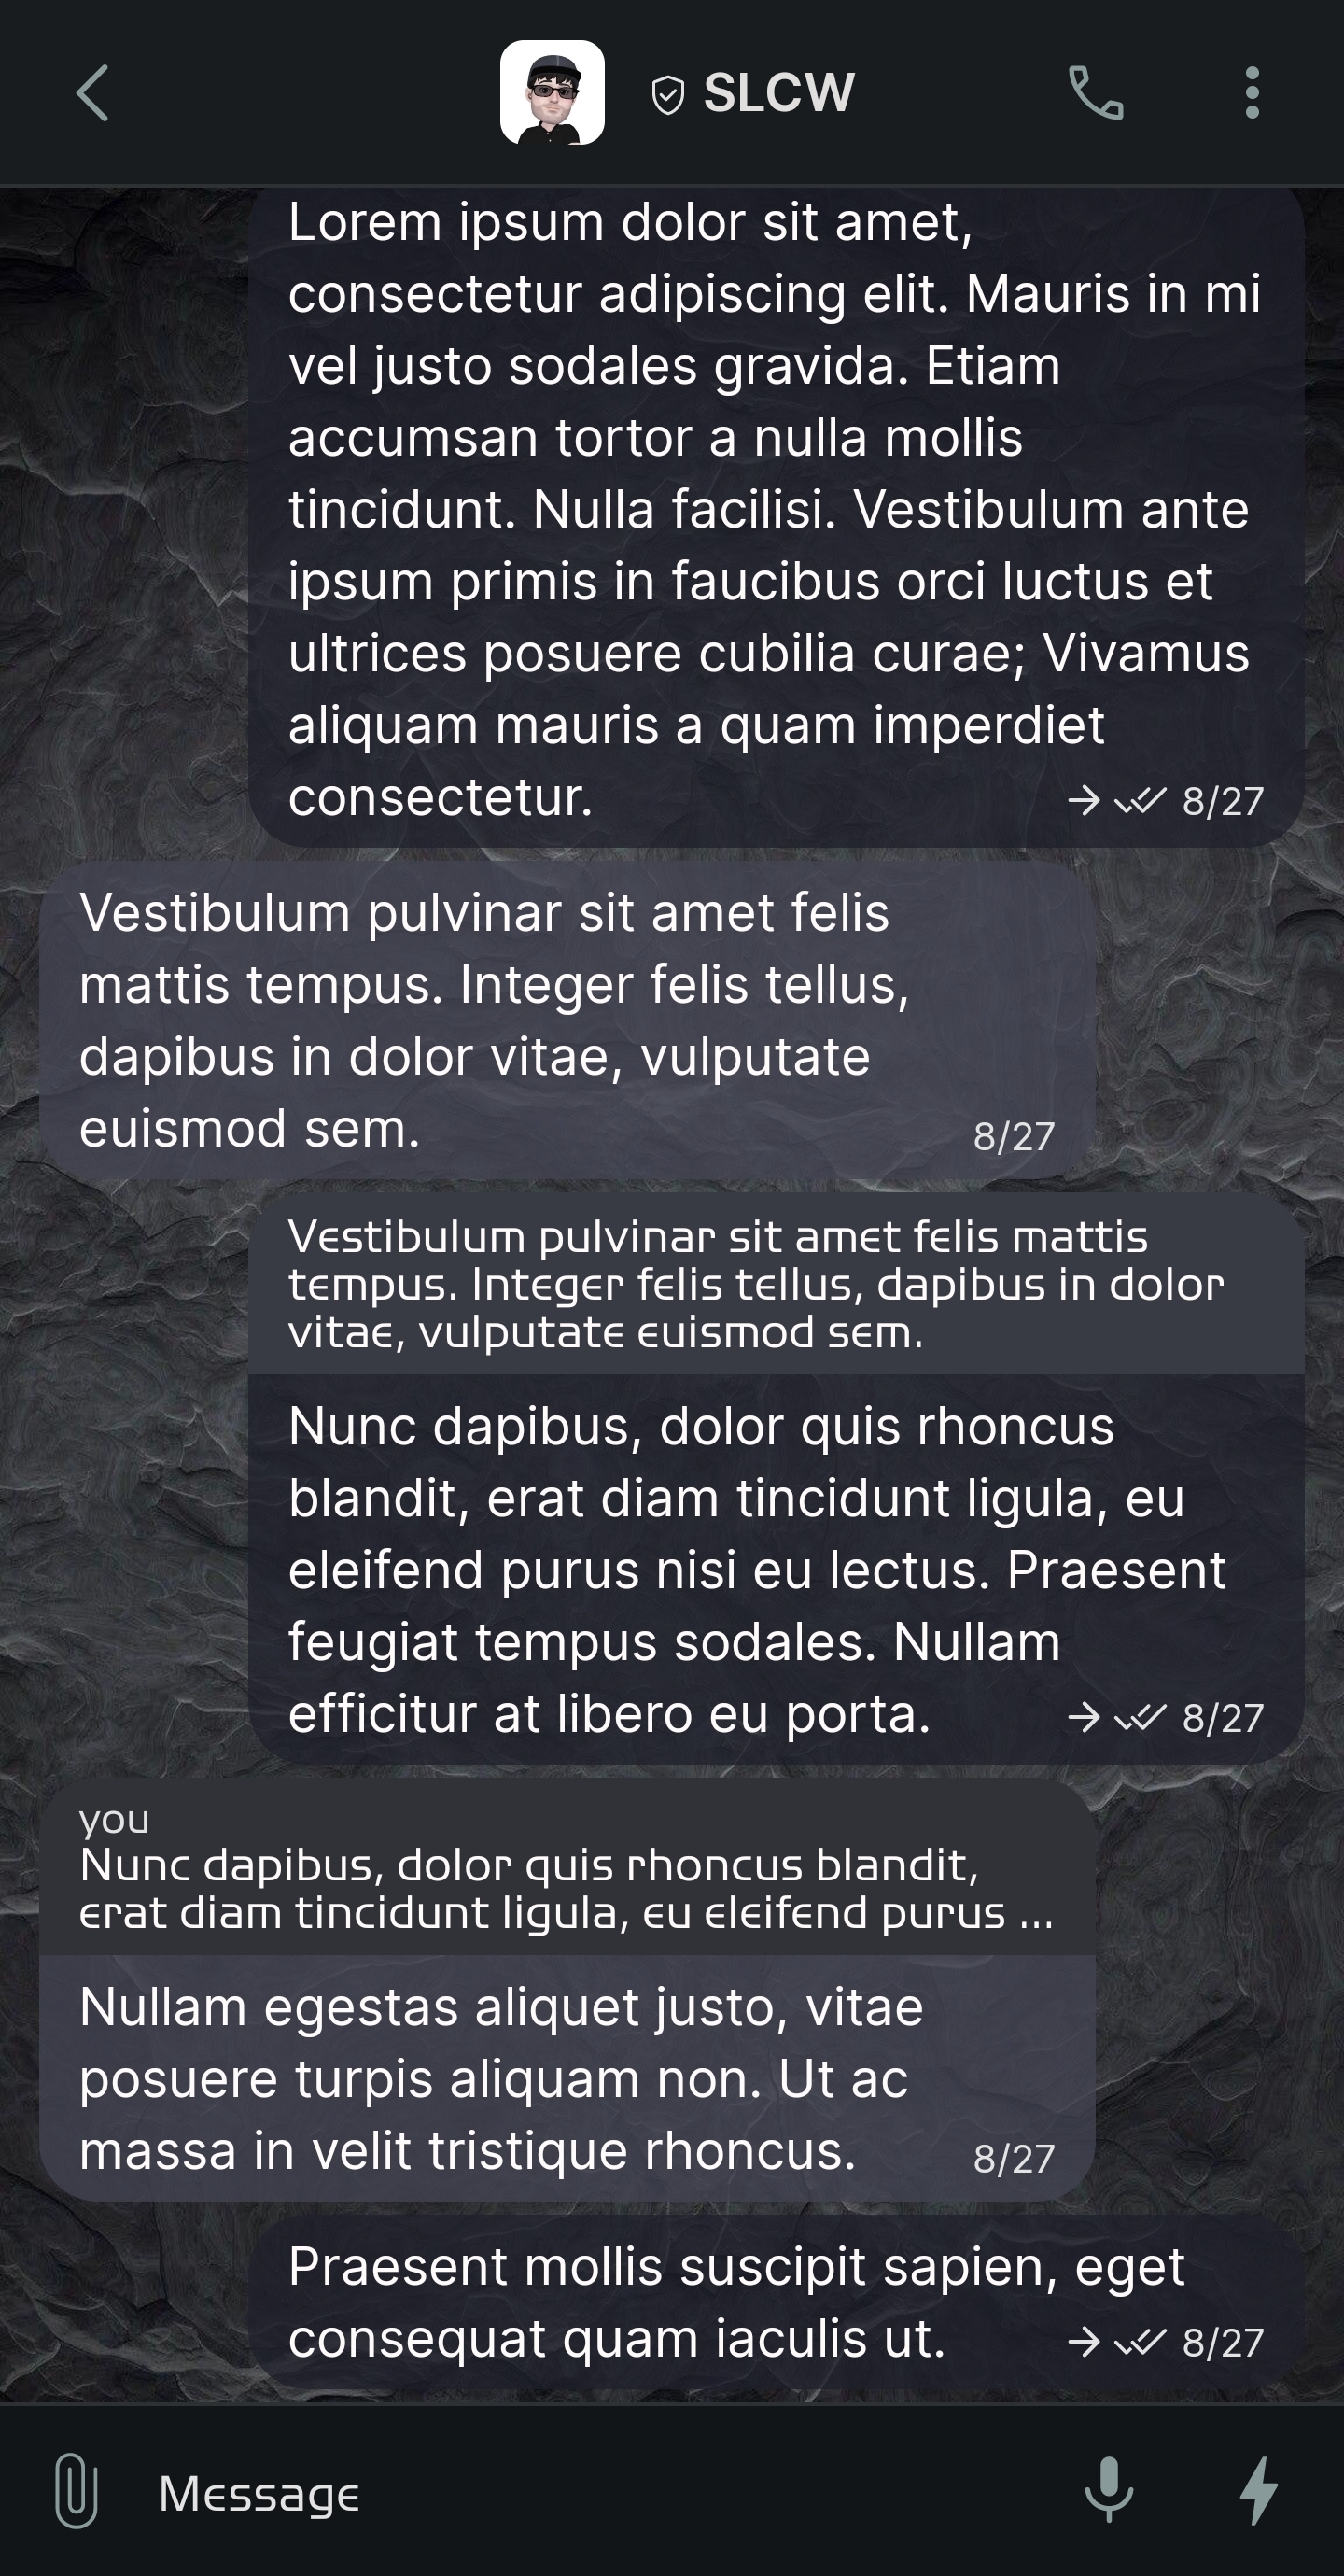 SLCW
Lorem ipsum dolor sit amet,
consectetur adipiscing elit. Mauris in mi
vel justo sodales gravida. Etiam
accumsan tortor a nulla mollis
tincidunt. Nulla facilisi. Vestibulum ante
ipsum primis in faucibus orci luctus et
ultrices posuere cubilia curae; Vivamus
aliquam mauris a quam imperdiet
consectetur. 8/27
Vestibulum pulvinar sit amet felis
mattis tempus. Integer felis tellus,
dapibus in dolor vitae, vulputate
euismod sem. 8/27
Vestibulum pulvinar sit amet felis mattis
tempus. Integer felis tellus, dapibus in dolor
vitae, vulputate euismod sem.
Nunc dapibus, dolor quis rhoncus
blandit, erat diam tincidunt ligula, eu
eleifend purus nisi eu lectus. Praesent
feugiat tempus sodales. Nullam
efficitur at libero eu porta. 8/27
you
Nunc dapibus, dolor quis rhoncus blandit,
erat diam tincidunt ligula, eu eleifend purus ...
Nullam egestas aliquet justo, vitae
posuere turpis aliquam non. Ut ac
massa in velit tristique rhoncus. 8/27
Praesent mollis suscipit sapien, eget
consequat quam iaculis ut. 8/27
Message